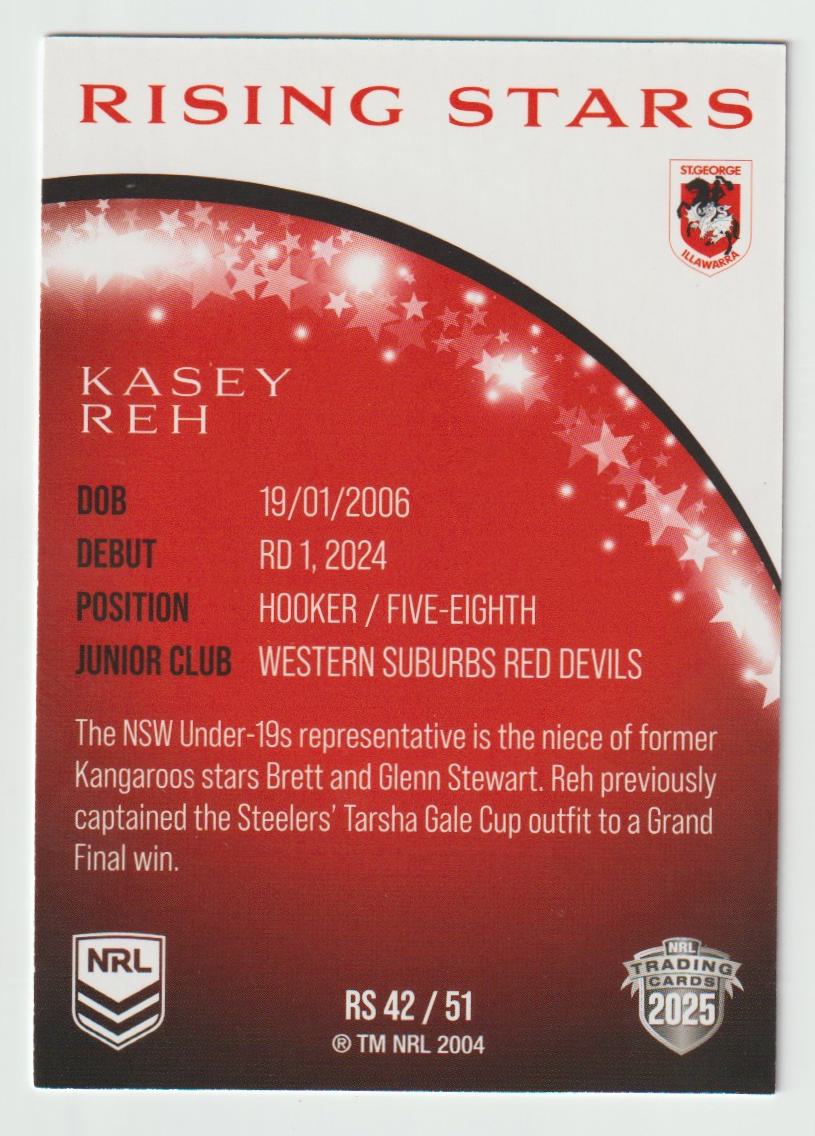 RISING STARS
ST.GEORGE
ILLAWARRA
KASEY
REH
DOB 19/01/2006
DEBUT RD 1, 2024
POSITION HOOKER / FIVE-EIGHTH
JUNIOR CLUB WESTERN SUBURBS RED DEVILS
The NSW Under-19s representative is the niece of former
Kangaroos stars Brett and Glenn Stewart. Reh previously
captained the Steelers’ Tarsha Gale Cup outfit to a Grand
Final win.
NRL
RS 42 / 51
® TM NRL 2004
NRL
TRADING
CARDS
2025